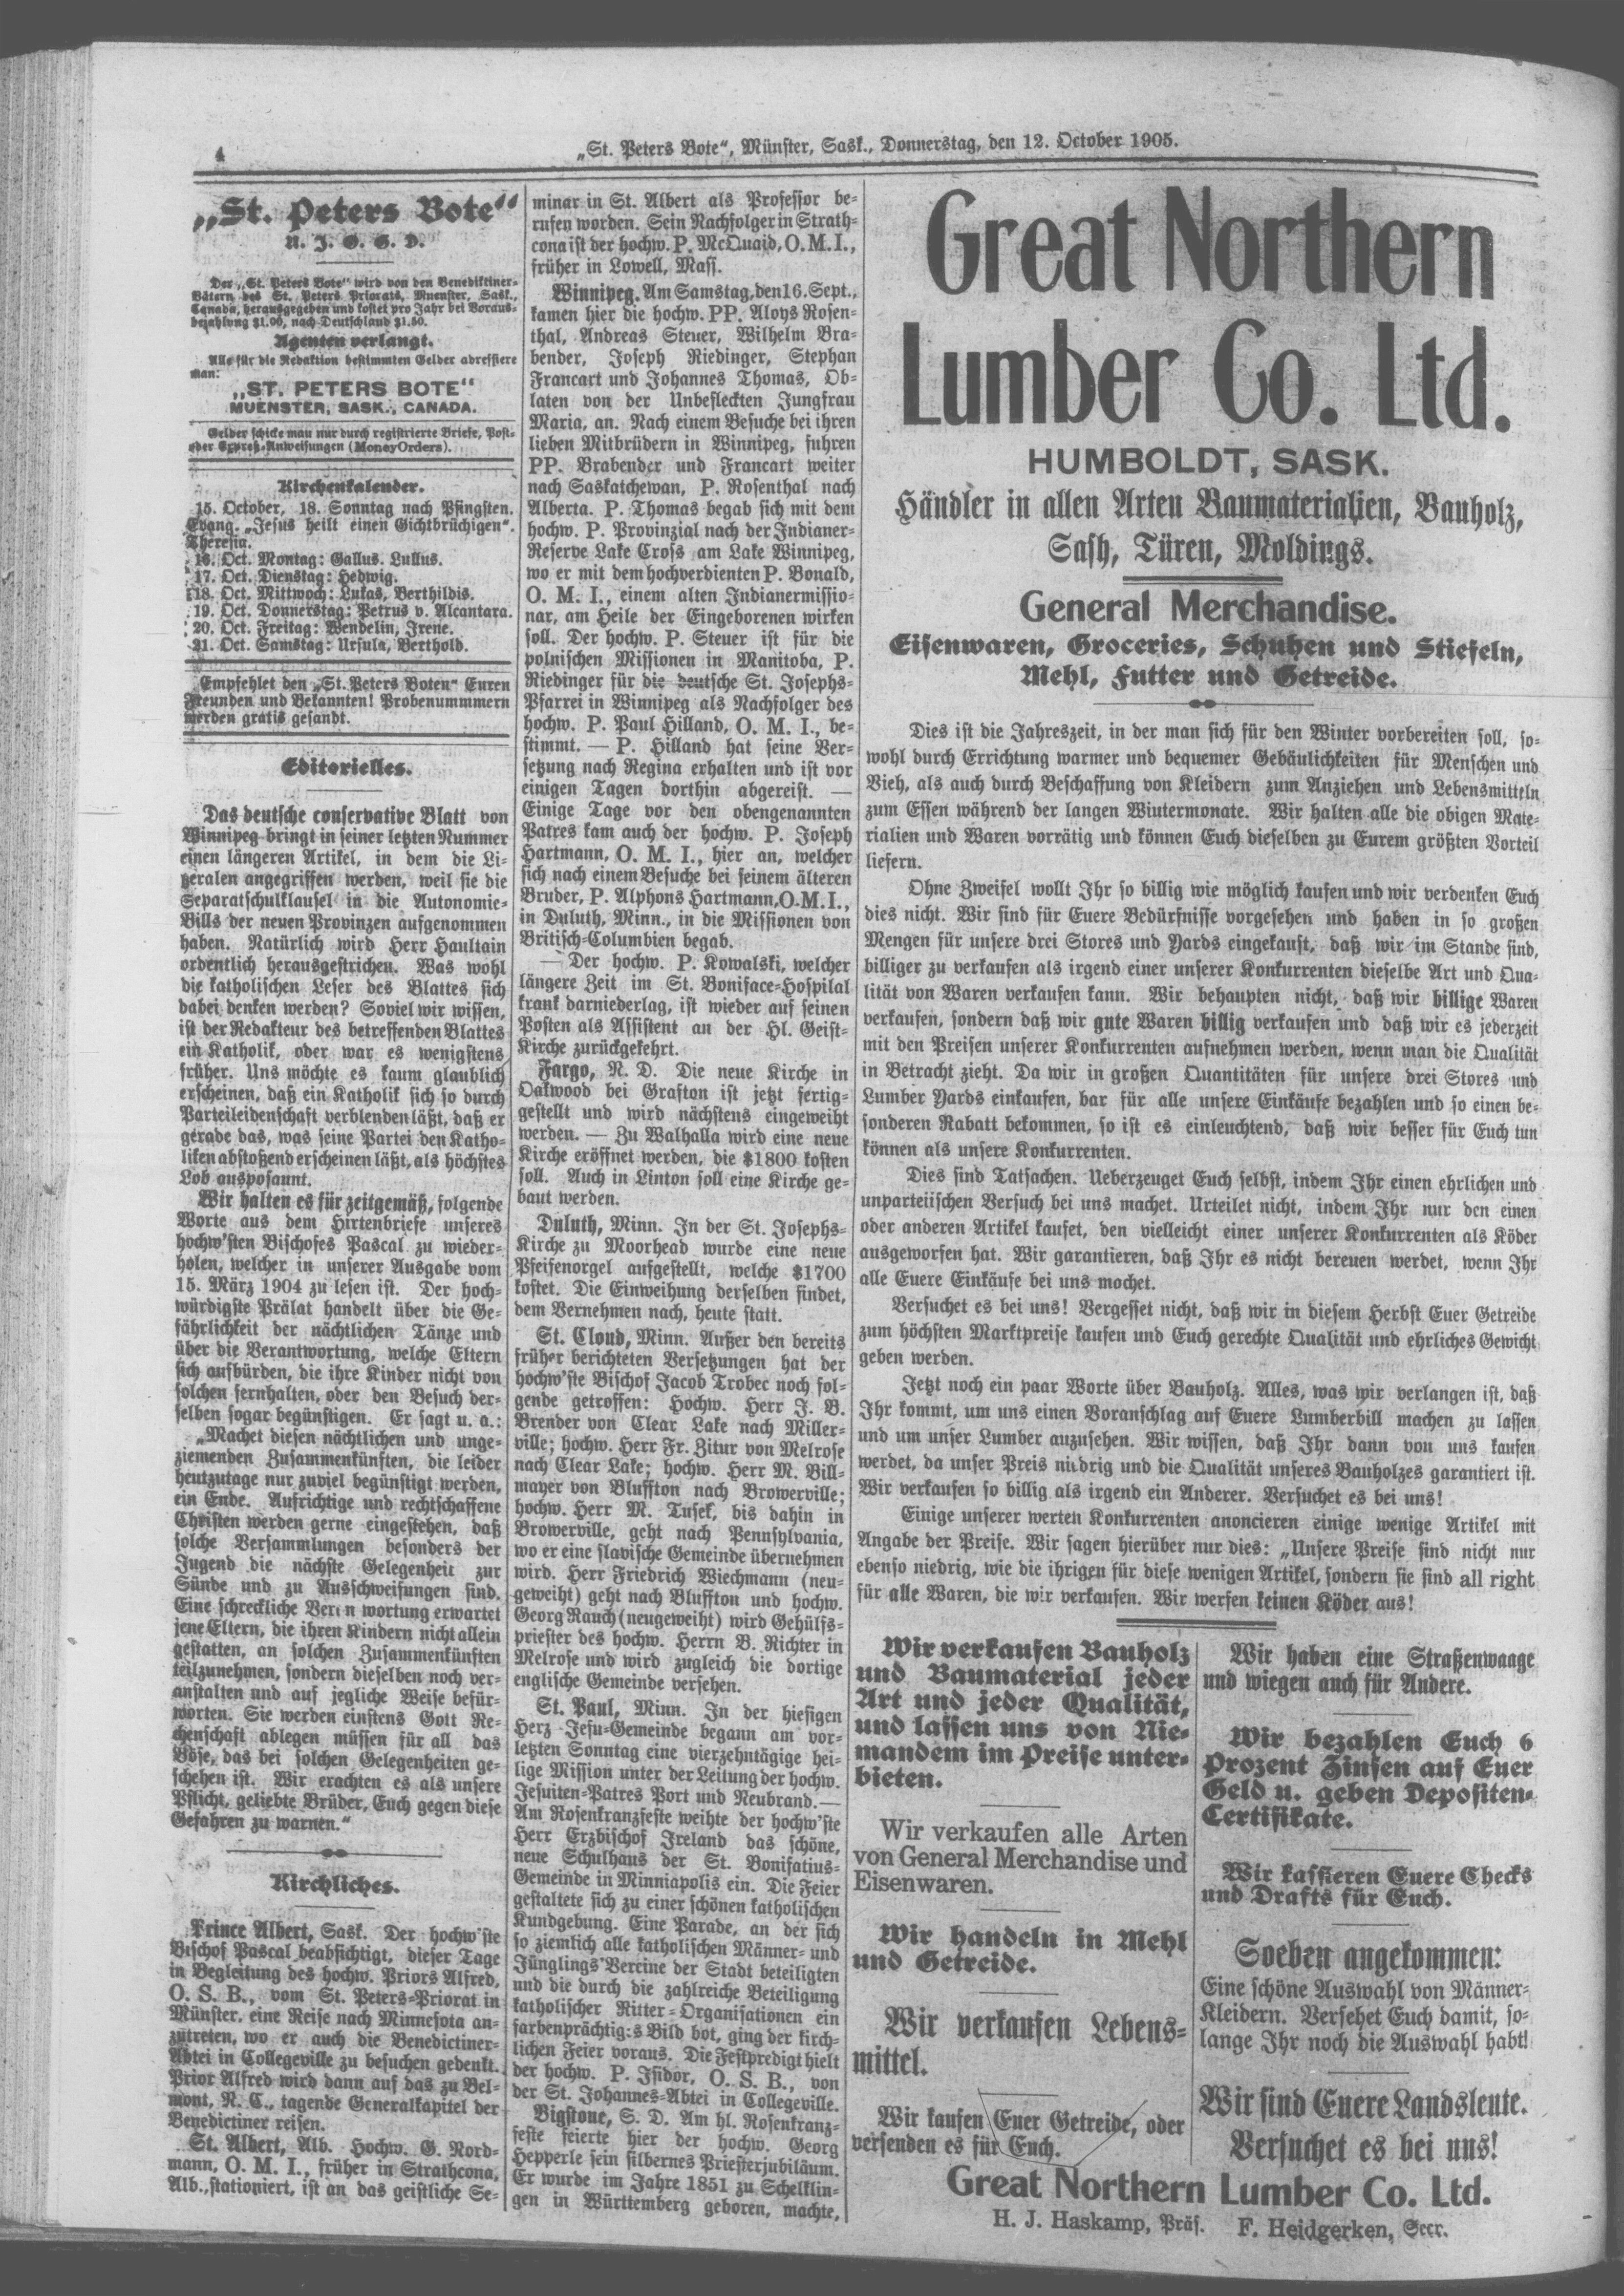 4
„St. Peters Bote“, Münster, Sask., Donnerstag, den 12. October 1905.
„St. Peters Bote“
U. J. O. G. D.
Der „St. Peters Bote“ wird von den Benediktiner-
Vätern des St. Peters Priorats, Muenster, Sask.,
Canada, herausgegeben und kostet pro Jahr bei Voraus-
bezahlung $1.00, nach Deutschland $1.50.
Agenten verlangt.
Alle für die Redaktion bestimmten Gelder adressiere
man:
„ST. PETERS BOTE“
MUENSTER, SASK., CANADA.
Gelder schicke man nur durch registrierte Briefe, Post-
oder Expreß-Anweisungen (MoneyOrders).
Kirchenkalender.
15. October, 18. Sonntag nach Pfingsten.
Evang. „Jesus heilt einen Gichtbrüchigen“.
Theresia.
16. Oct. Montag: Gallus. Lullus.
17. Oct. Dienstag: Hedwig.
18. Oct. Mittwoch: Lukas, Berthildis.
19. Oct. Donnerstag: Petrus v. Alcantara.
20. Oct. Freitag: Wendelin, Irene.
21. Oct. Samstag: Ursula, Berthold.
Empfehlet den „St. Peters Boten“ Euren
Freunden und Bekannten! Probenummmern
werden gratis gesandt.
Editorielles.
Das deutsche conservative Blatt von
Winnipeg bringt in seiner letzten Nummer
einen längeren Artikel, in dem die Li-
beralen angegriffen werden, weil sie die
Separatschulklausel in die Autonomie-
Bills der neuen Provinzen aufgenommen
haben. Natürlich wird Herr Haultain
ordentlich herausgestrichen. Was wohl
die katholischen Leser des Blattes sich
dabei denken werden? Soviel wir wissen,
ist der Redakteur des betreffenden Blattes
ein Katholik, oder war es wenigstens
früher. Uns möchte es kaum glaublich
erscheinen, daß ein Katholik sich so durch
Parteileidenschaft verblenden läßt, daß er
gerade das, was seine Partei den Katho-
liken abstoßend erscheinen läßt, als höchstes
Lob ausposaunt.
Wir halten es für zeitgemäß, folgende
Worte aus dem Hirtenbriefe unseres
hochw'sten Bischofes Pascal zu wieder-
holen, welcher in unserer Ausgabe vom
15. März 1904 zu lesen ist. Der hoch-
würdigste Prälat handelt über die Ge-
fährlichkeit der nächtlichen Tänze und
über die Verantwortung, welche Eltern
sich aufbürden, die ihre Kinder nicht von
solchen fernhalten, oder den Besuch der-
selben sogar begünstigen. Er sagt u. a.:
„Machet diesen nächtlichen und unge-
ziemenden Zusammenkünften, die leider
heutzutage nur zuviel begünstigt werden,
ein Ende. Aufrichtige und rechtschaffene
Christen werden gerne eingestehen, daß
solche Versammlungen besonders der
Jugend die nächste Gelegenheit zur
Sünde und zu Ausschweifungen sind.
Eine schreckliche Verantwortung erwartet
jene Eltern, die ihren Kindern nicht allein
gestatten, an solchen Zusammenkünften
teilzunehmen, sondern dieselben noch ver-
anstalten und auf jegliche Weise befür-
worten. Sie werden einstens Gott Re-
chenschaft ablegen müssen für all das
Böse, das bei solchen Gelegenheiten ge-
schehen ist. Wir erachten es als unsere
Pflicht, geliebte Brüder, Euch gegen diese
Gefahren zu warnen.“
Kirchliches.
Prince Albert, Sask. Der hochw'ste
Bischof Pascal beabsichtigt, dieser Tage
in Begleitung des hochw. Priors Alfred,
O. S. B., vom St. Peters-Priorat in
Münster, eine Reise nach Minnesota an-
zutreten, wo er auch die Benedictiner-
Abtei in Collegeville zu besuchen gedenkt.
Prior Alfred wird dann auf das zu Bel-
mont, N. C., tagende Generalkapitel der
Benedictiner reisen.
St. Albert, Alb. Hochw. G. Nord-
mann, O. M. I., früher in Strathcona,
Alb., stationiert, ist an das geistliche Se-
minar in St. Albert als Professor be-
rufen worden. Sein Nachfolger in Strath-
cona ist der hochw. P. McQuaid, O. M. I.,
früher in Lowell, Mass.
Winnipeg. Am Samstag, den 16. Sept.,
kamen hier die hochw. PP. Aloys Rosen-
thal, Andreas Steuer, Wilhelm Bra-
bender, Joseph Riedinger, Stephan
Francart und Johannes Thomas, Ob-
laten von der Unbefleckten Jungfrau
Maria, an. Nach einem Besuche bei ihren
lieben Mitbrüdern in Winnipeg, fuhren
PP. Brabender und Francart weiter
nach Saskatchewan, P. Rosenthal nach
Alberta. P. Thomas begab sich mit dem
hochw. P. Provinzial nach der Indianer-
Reserve Lake Cross am Lake Winnipeg,
wo er mit dem hochverdienten P. Bonald,
O. M. I., einem alten Indianermissio-
nar, am Heile der Eingeborenen wirken
soll. Der hochw. P. Steuer ist für die
polnischen Missionen in Manitoba, P.
Riedinger für die deutsche St. Josephs-
Pfarrei in Winnipeg als Nachfolger des
hochw. P. Paul Hilland, O. M. I., be-
stimmt. — P. Hilland hat seine Ver-
setzung nach Regina erhalten und ist vor
einigen Tagen dorthin abgereist. —
Einige Tage vor den obengenannten
Patres kam auch der hochw. P. Joseph
Hartmann, O. M. I., hier an, welcher
sich nach einem Besuche bei seinem älteren
Bruder, P. Alphons Hartmann, O. M. I.,
in Duluth, Minn., in die Missionen von
Britisch-Columbien begab.
— Der hochw. P. Kowalski, welcher
längere Zeit im St. Boniface-Hospilal
krank darniederlag, ist wieder auf seinen
Posten als Assistent an der Hl. Geist-
Kirche zurückgekehrt.
Fargo, N. D. Die neue Kirche in
Oakwood bei Grafton ist jetzt fertig-
gestellt und wird nächstens eingeweiht
werden. — Zu Walhalla wird eine neue
Kirche eröffnet werden, die $1800 kosten
soll. Auch in Linton soll eine Kirche ge-
baut werden.
Duluth, Minn. In der St. Josephs-
Kirche zu Moorhead wurde eine neue
Pfeifenorgel aufgestellt, welche $1700
kostet. Die Einweihung derselben findet,
dem Vernehmen nach, heute statt.
St. Cloud, Minn. Außer den bereits
früher berichteten Versetzungen hat der
hochw'ste Bischof Jacob Trobec noch fol-
gende getroffen: Hochw. Herr J. B.
Brender von Clear Lake nach Miller-
ville; hochw. Herr Fr. Zitur von Melrose
nach Clear Lake; hochw. Herr M. Bill-
mayer von Bluffton nach Browerville;
hochw. Herr M. Tusek, bis dahin in
Browerville, geht nach Pennsylvania,
wo er eine slavische Gemeinde übernehmen
wird. Herr Friedrich Wiechmann (neu-
geweiht) geht nach Bluffton und hochw.
Georg Rauch (neugeweiht) wird Gehülfs-
priester des hochw. Herrn B. Richter in
Melrose und wird zugleich die dortige
englische Gemeinde versehen.
St. Paul, Minn. In der hiesigen
Herz Jesu-Gemeinde begann am vor-
letzten Sonntag eine vierzehntägige hei-
lige Mission unter der Leitung der hochw.
Jesuiten-Patres Port und Neubrand.—
Am Rosenkranzfeste weihte der hochw'ste
Herr Erzbischof Ireland das schöne,
neue Schulhaus der St. Bonifatius-
Gemeinde in Minniapolis ein. Die Feier
gestaltete sich zu einer schönen katholischen
Kundgebung. Eine Parade, an der sich
so ziemlich alle katholischen Männer- und
Jünglings Vereine der Stadt beteiligten
und die durch die zahlreiche Beteiligung
katholischer Ritter-Organisationen ein
farbenprächtig:s Bild bot, ging der kirch-
lichen Feier voraus. Die Festpredigt hielt
der hochw. P. Isidor, O. S. B., von
der St. Johannes-Abtei in Collegeville.
Bigstone, S. D. Am hl. Rosenkranz-
feste feierte hier der hochw. Georg
Hepperle sein silbernes Priesterjubiläum.
Er wurde im Jahre 1851 zu Schelklin-
gen in Württemberg geboren, machte,
Great Northern
Lumber Co. Ltd.
HUMBOLDT, SASK.
Händler in allen Arten Baumaterialien, Bauholz,
Sash, Türen, Moldings.
General Merchandise.
Eisenwaren, Groceries, Schuhen und Stiefeln,
Mehl, Futter und Getreide.
Dies ist die Jahreszeit, in der man sich für den Winter vorbereiten soll, so-
wohl durch Errichtung warmer und bequemer Gebäulichkeiten für Menschen und
Vieh, als auch durch Beschaffung von Kleidern zum Anziehen und Lebensmitteln
zum Essen während der langen Wiutermonate. Wir halten alle die obigen Mate-
rialien und Waren vorrätig und können Euch dieselben zu Eurem größten Vorteil
liefern.
Ohne Zweifel wollt Ihr so billig wie möglich kaufen und wir verdenken Euch
dies nicht. Wir sind für Euere Bedürfnisse vorgesehen und haben in so großen
Mengen für unsere drei Stores und Yards eingekauft, daß wir im Stande sind,
billiger zu verkaufen als irgend einer unserer Konkurrenten dieselbe Art und Qua-
lität von Waren verkaufen kann. Wir behaupten nicht, daß wir billige Waren
verkaufen, sondern daß wir gute Waren billig verkaufen und daß wir es jederzeit
mit den Preisen unserer Konkurrenten aufnehmen werden, wenn man die Qualität
in Betracht zieht. Da wir in großen Quantitäten für unsere drei Stores und
Lumber Yards einkaufen, bar für alle unsere Einkäufe bezahlen und so einen be-
sonderen Rabatt bekommen, so ist es einleuchtend, daß wir besser für Euch tun
können als unsere Konkurrenten.
Dies sind Tatsachen. Ueberzeuget Euch selbst, indem Ihr einen ehrlichen und
unparteiischen Versuch bei uns machet. Urteilet nicht, indem Ihr nur den einen
oder anderen Artikel kaufet, den vielleicht einer unserer Konkurrenten als Köder
ausgeworfen hat. Wir garantieren, daß Ihr es nicht bereuen werdet, wenn Ihr
alle Euere Einkäufe bei uns mochet.
Versuchet es bei uns! Vergesset nicht, daß wir in diesem Herbst Euer Getreide
zum höchsten Marktpreise kaufen und Euch gerechte Qualität und ehrliches Gewicht
geben werden.
Jetzt noch ein paar Worte über Bauholz. Alles, was wir verlangen ist, daß
Ihr kommt, um uns einen Voranschlag auf Euere Lumberbill machen zu lassen
und um unser Lumber anzusehen. Wir wissen, daß Ihr dann von uns kaufen
werdet, da unser Preis niedrig und die Qualität unseres Bauholzes garantiert ist.
Wir verkaufen so billig als irgend ein Anderer. Versuchet es bei uns!
Einige unserer werten Konkurrenten anoncieren einige wenige Artikel mit
Angabe der Preise. Wir sagen hierüber nur dies: „Unsere Preise sind nicht nur
ebenso niedrig, wie die ihrigen für diese wenigen Artikel, sondern sie sind all right
für alle Waren, die wir verkaufen. Wir werfen keinen Köder aus!
Wir verkaufen Bauholz
und Baumaterial jeder
Art und jeder Qualität,
und lassen uns von Nie-
mandem im Preise unter-
bieten.
Wir verkaufen alle Arten
von General Merchandise und
Eisenwaren.
Wir handeln in Mehl
und Getreide.
Wir verkaufen Lebens-
mittel.
Wir kaufen Euer Getreide, oder
versenden es für Euch.
Wir haben eine Straßenwaage
und wiegen auch für Andere.
Wir bezahlen Euch 6
Prozent Zinsen auf Euer
Geld u. geben Depositen-
Certifikate.
Wir kassieren Euere Checks
und Drafts für Euch.
Soeben angekommen:
Eine schöne Auswahl von Männer-
Kleidern. Versehet Euch damit, so-
lange Ihr noch die Auswahl habt!
Wir sind Euere Landsleute.
Versuchet es bei uns!
Great Northern Lumber Co. Ltd.
H. J. Haskamp, Präs. F. Heidgerken, Secr.